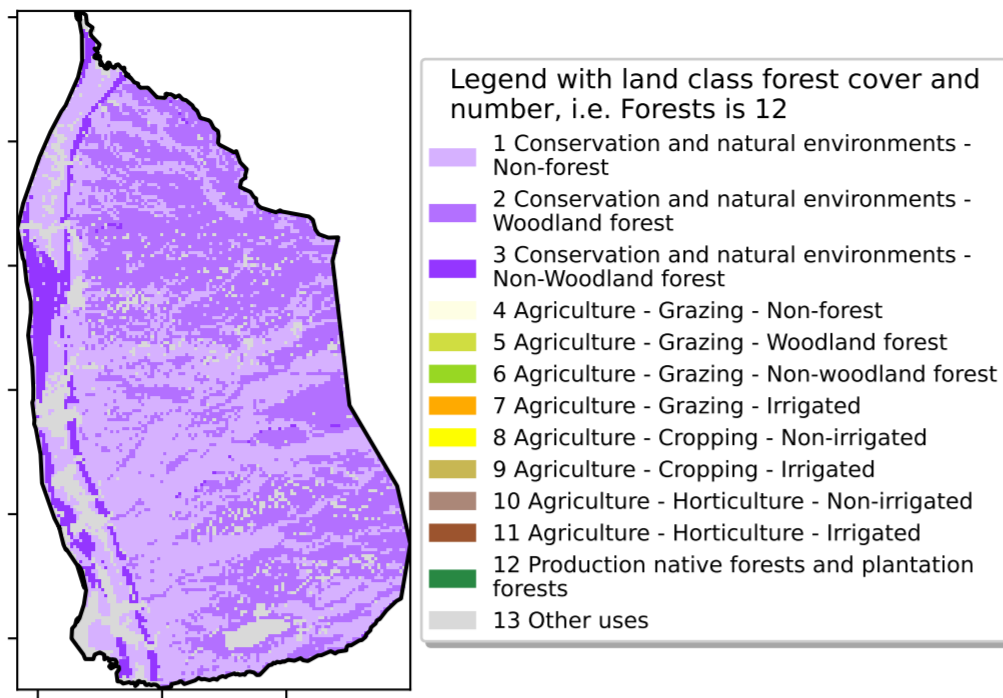 Legend with land class forest cover and
number, i.e. Forests is 12
1 Conservation and natural environments -
Non-forest
2 Conservation and natural environments -
Woodland forest
3 Conservation and natural environments -
Non-Woodland forest
4 Agriculture - Grazing - Non-forest
5 Agriculture - Grazing - Woodland forest
6 Agriculture - Grazing - Non-woodland forest
7 Agriculture - Grazing - Irrigated
8 Agriculture - Cropping - Non-irrigated
9 Agriculture - Cropping - Irrigated
10 Agriculture - Horticulture - Non-irrigated
11 Agriculture - Horticulture - Irrigated
12 Production native forests and plantation
forests
13 Other uses